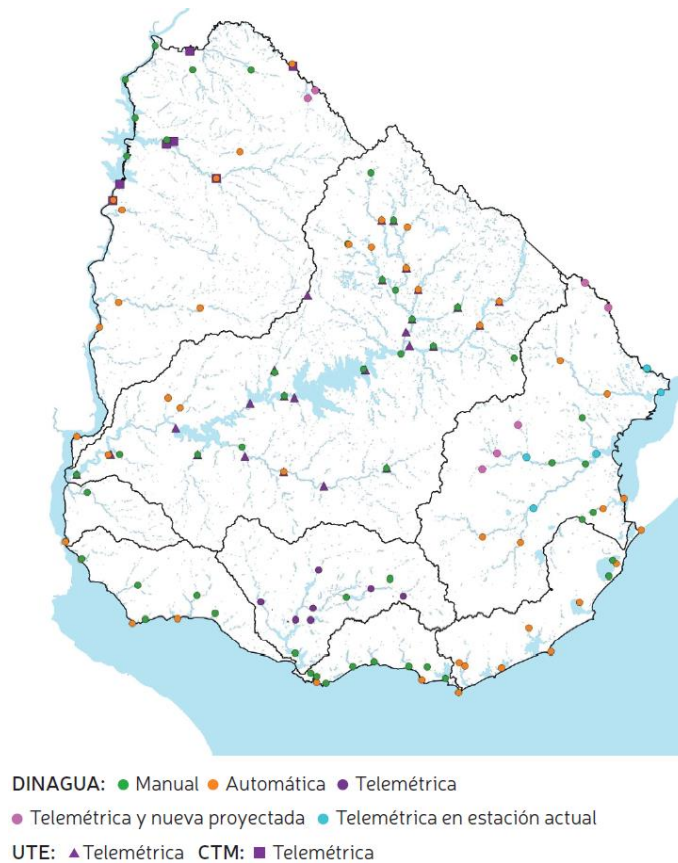 DINAGUA: Manual Automática Telemétrica
Telemétrica y nueva proyectada Telemétrica en estación actual
UTE: Telemétrica CTM: Telemétrica